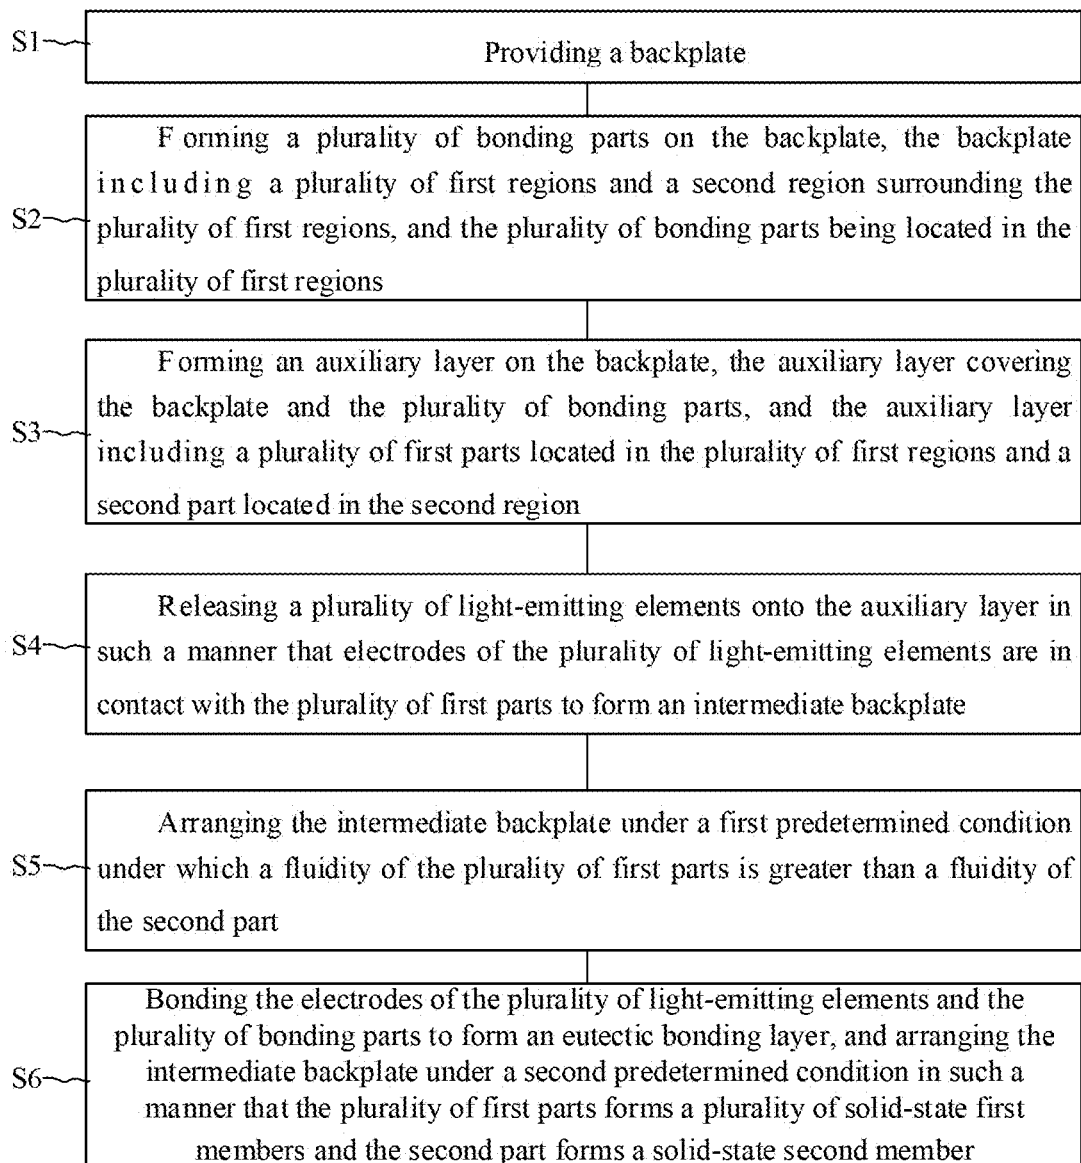 S1
Providing a backplate
Forming a plurality of bonding parts on the backplate, the backplate
including a plurality of first regions and a second region surrounding the
S2
plurality of first regions, and the plurality of bonding parts being located in the
plurality of first regions
Forming an auxiliary layer on the backplate, the auxiliary layer covering
the backplate and the plurality of bonding parts, and the auxiliary layer
S3
including a plurality of first parts located in the plurality of first regions and a
second part located in the second region
Releasing a plurality of light-emitting elements onto the auxiliary layer in
S4
such a manner that electrodes of the plurality of light-emitting elements are in
contact with the plurality of first parts to form an intermediate backplate
Arranging the intermediate backplate under a first predetermined condition
S5
under which a fluidity of the plurality of first parts is greater than a fluidity of
the second part
Bonding the electrodes of the plurality of light-emitting elements and the
plurality of bonding parts to form an eutectic bonding layer, and arranging the
S6
intermediate backplate under a second predetermined condition in such a
manner that the plurality of first parts forms a plurality of solid-state first
members and the second part forms a solid-state second member